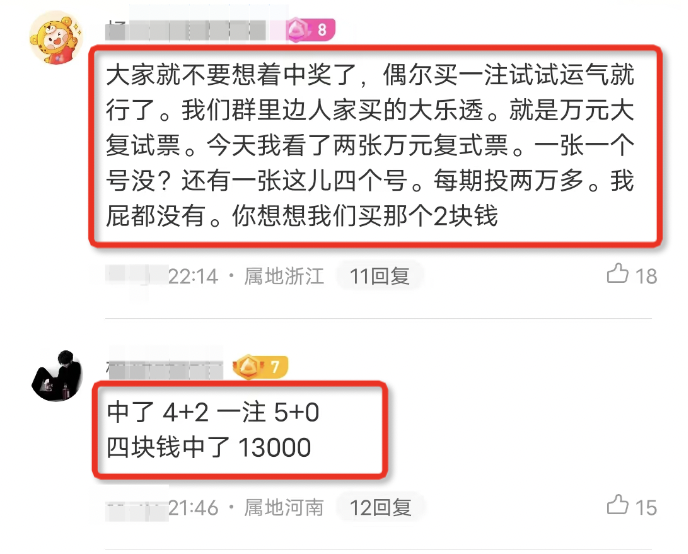 8
大家就不要想着中奖了，偶尔买一注试试运气就
行了。我们群里边人家买的大乐透。就是万元大
复试票。今天我看了两张万元复式票。一张一个
号没？还有一张这儿四个号。每期投两万多。我
屁都没有。你想想我们买那个2块钱
22:14 · 属地浙江 11回复 18
7
中了 4+2 一注 5+0
四块钱中了 13000
21:46 · 属地河南 12回复 15